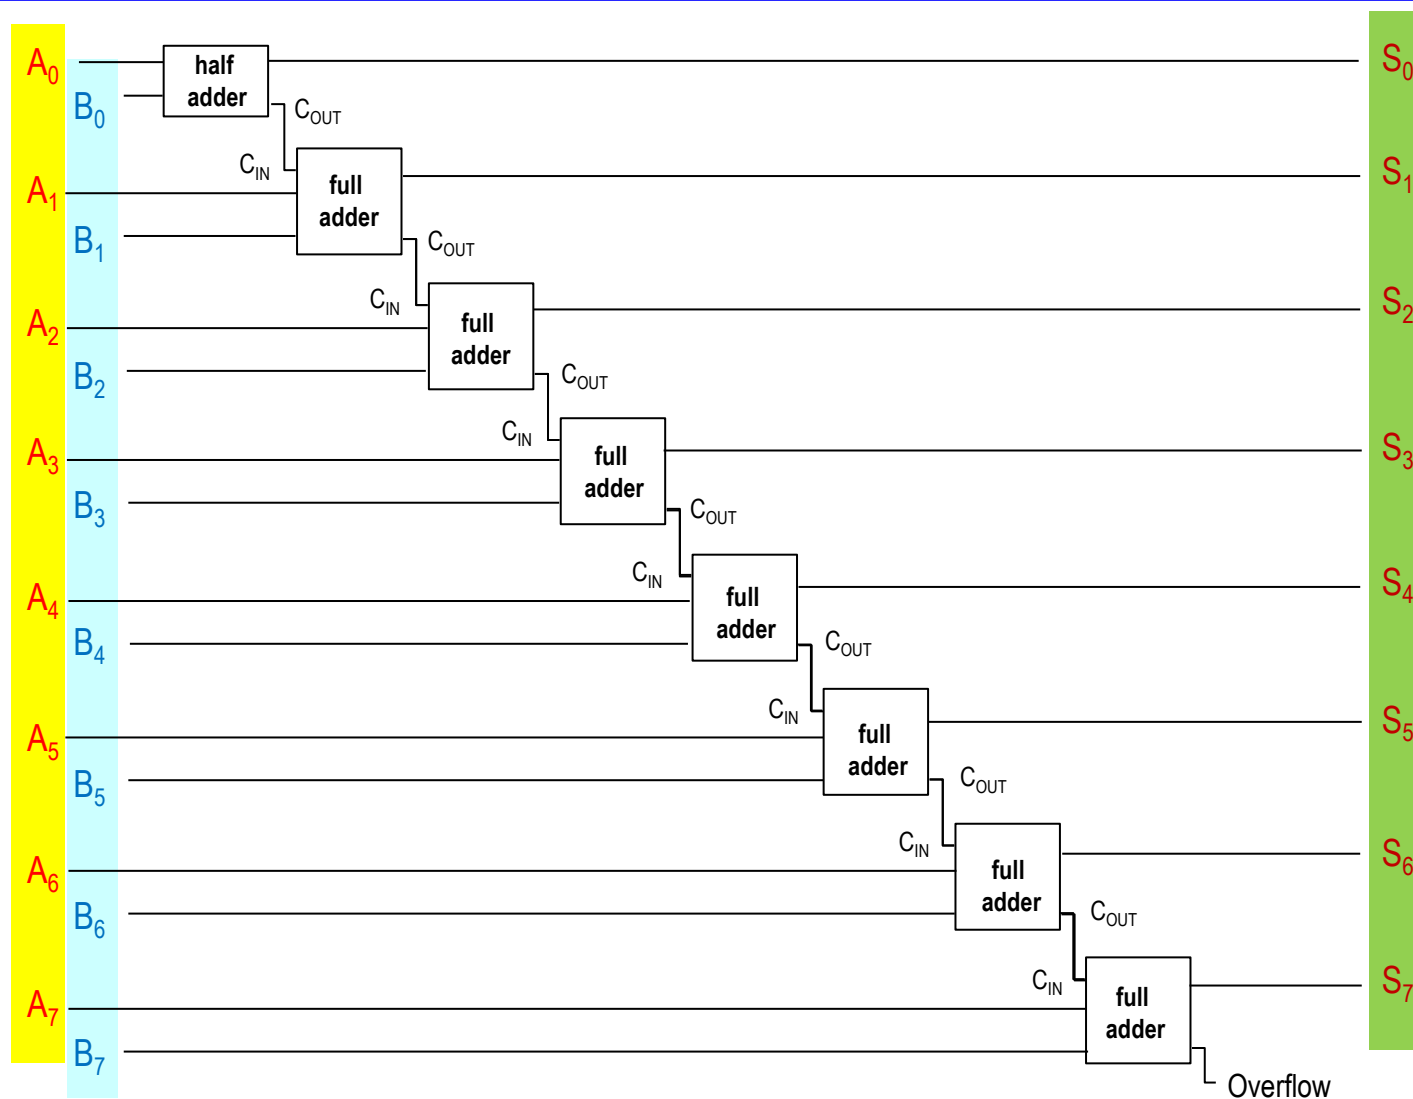 A0 half S0
B0 adder COUT
CIN full S1
A1 adder
B1 COUT
CIN full S2
A2 adder
B2 COUT
CIN full S3
A3 adder
B3 COUT
CIN full S4
A4 adder
B4 COUT
CIN full S5
A5 adder
B5 COUT
CIN full S6
A6 adder
B6 COUT
CIN full S7
A7 adder
B7
Overflow